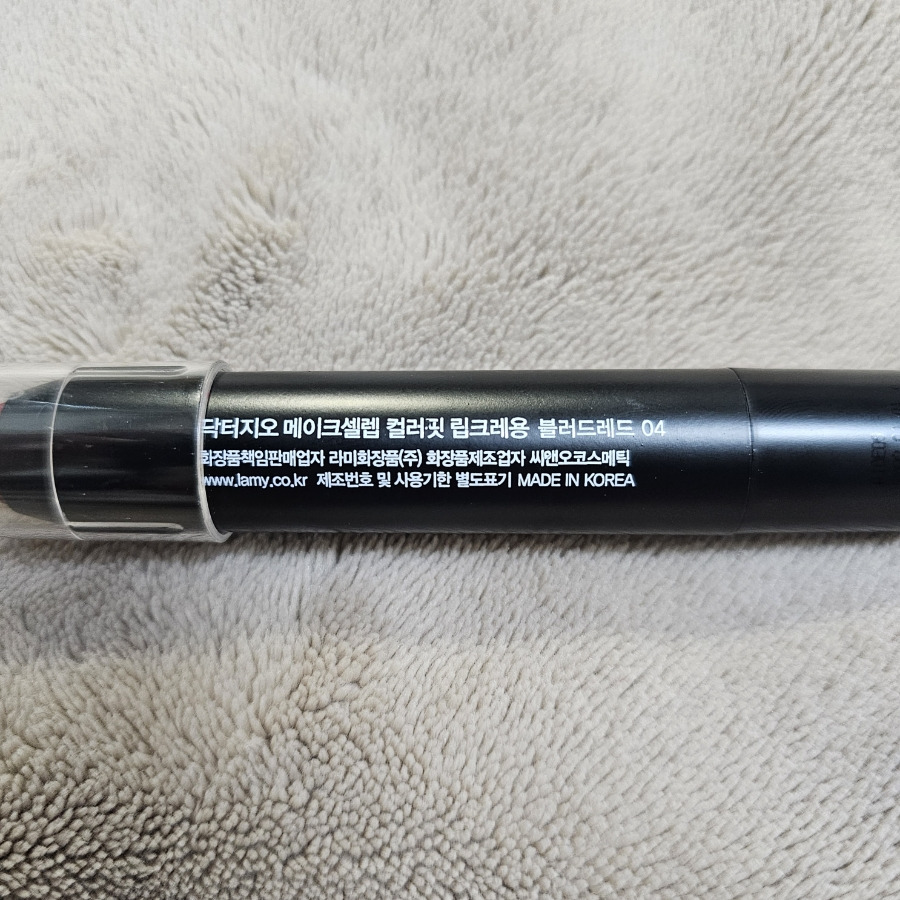 닥터지오 메이크셀렙 컬러핏 립크레용 블러드레드 04
화장품책임판매업자 라미화장품(주) 화장품제조업자 씨앤오코스메틱
www.lamy.co.kr 제조번호 및 사용기한 별도표기 MADE IN KOREA